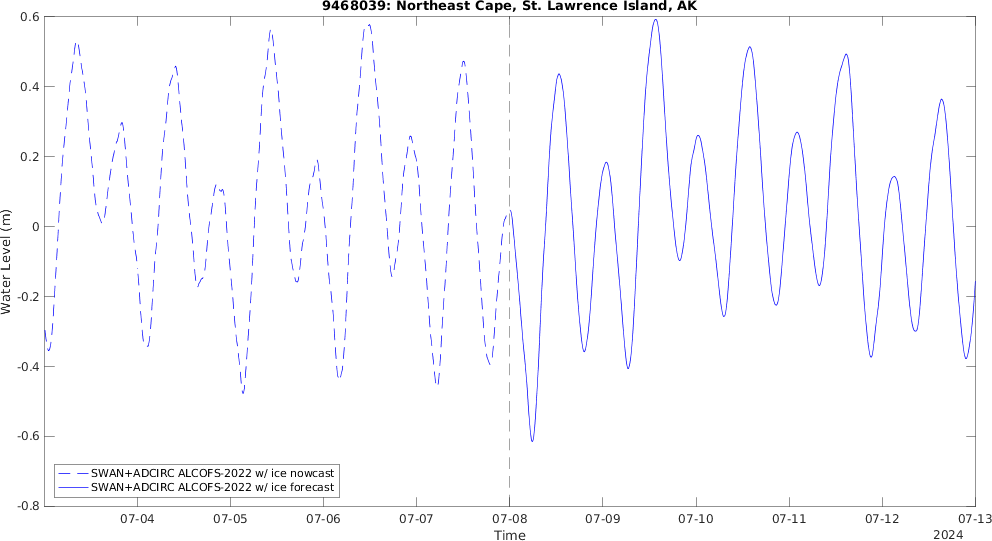 9468039: Northeast Cape, St. Lawrence Island, AK
0.6
0.4
0.2
0
-0.2
-0.4
-0.6
-0.8
Water Level (m)
SWAN+ADCIRC ALCOFS-2022 w/ ice nowcast
SWAN+ADCIRC ALCOFS-2022 w/ ice forecast
07-04 07-05 07-06 07-07 07-08 07-09 07-10 07-11 07-12 07-13
Time
2024